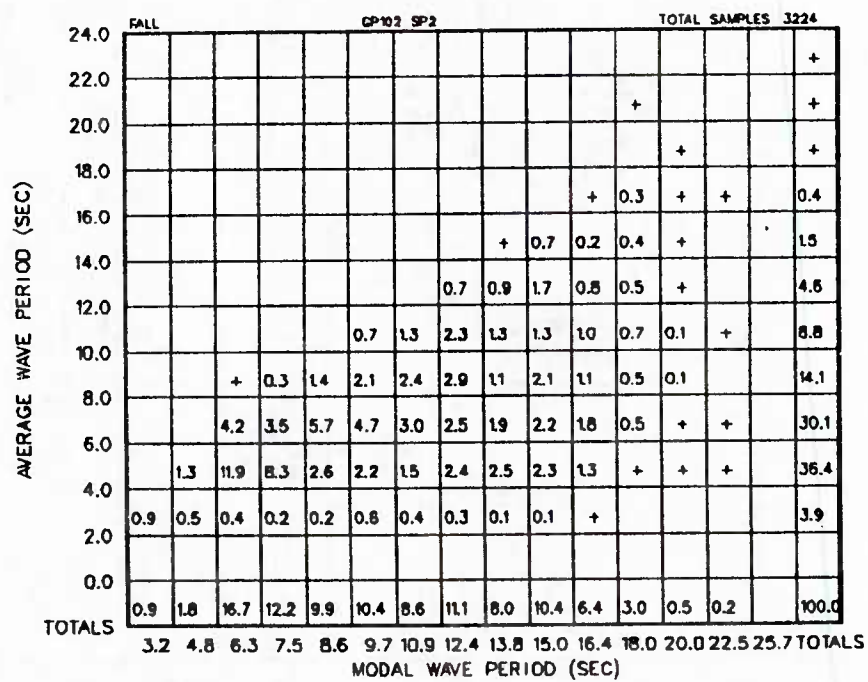 FALL GP102 SP2 TOTAL SAMPLES 3224
24.0
+
22.0
+ +
20.0
+ +
18.0
+ 0.3 + + 0.4
16.0
+ 0.7 0.2 0.4 + 1.5
14.0
0.7 0.9 1.7 0.8 0.5 + 4.6
12.0
0.7 1.3 2.3 1.3 1.3 1.0 0.7 0.1 + 8.8
10.0
+ 0.3 1.4 2.1 2.4 2.9 1.1 2.1 1.1 0.5 0.1 14.1
8.0
4.2 3.5 5.7 4.7 3.0 2.5 1.9 2.2 1.8 0.5 + + 30.1
6.0
1.3 11.9 8.3 2.6 2.2 1.5 2.4 2.5 2.3 1.3 + + + 36.4
4.0
0.9 0.5 0.4 0.2 0.2 0.6 0.4 0.3 0.1 0.1 + 3.9
2.0
0.0
0.9 1.8 16.7 12.2 9.9 10.4 8.6 11.1 8.0 10.4 6.4 3.0 0.5 0.2 100.0
TOTALS
3.2 4.8 6.3 7.5 8.6 9.7 10.9 12.4 13.8 15.0 16.4 18.0 20.0 22.5 25.7 TOTALS
MODAL WAVE PERIOD (SEC)
AVERAGE WAVE PERIOD (SEC)